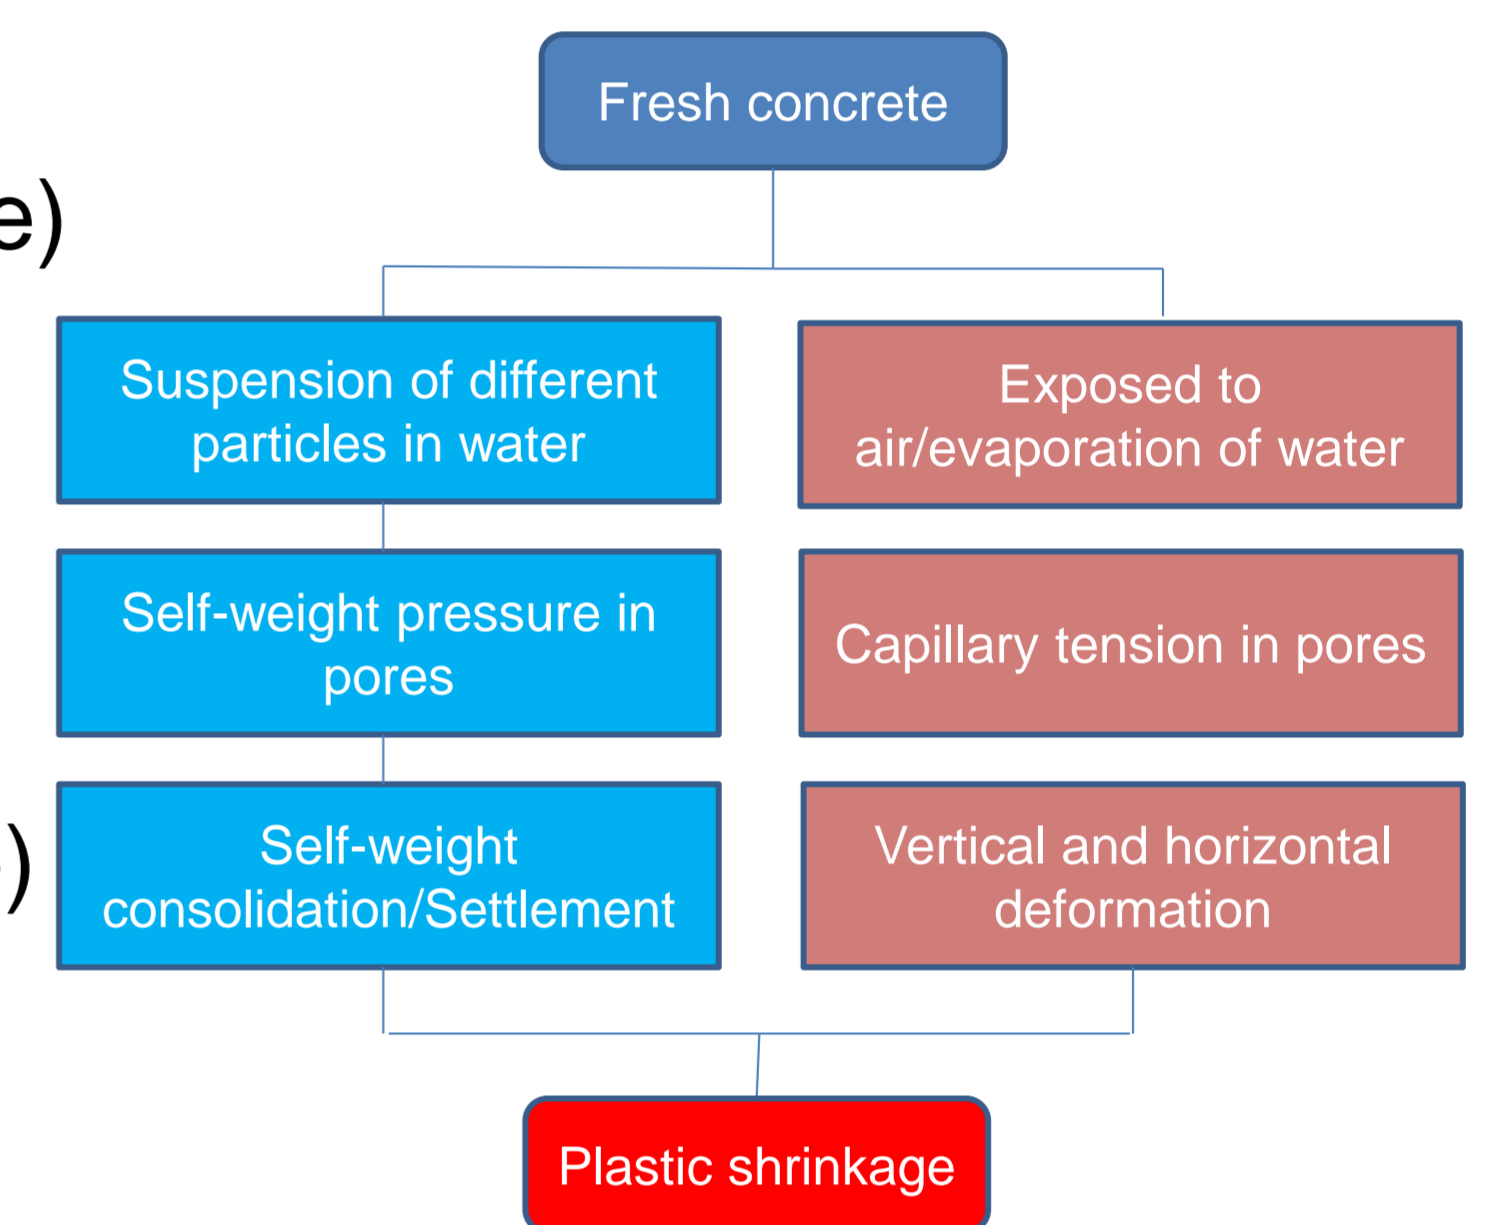 Fresh concrete
e)
Suspension of different
particles in water
Exposed to
air/evaporation of water
Self-weight pressure in
pores
Capillary tension in pores
)
Self-weight
consolidation/Settlement
Vertical and horizontal
deformation
Plastic shrinkage